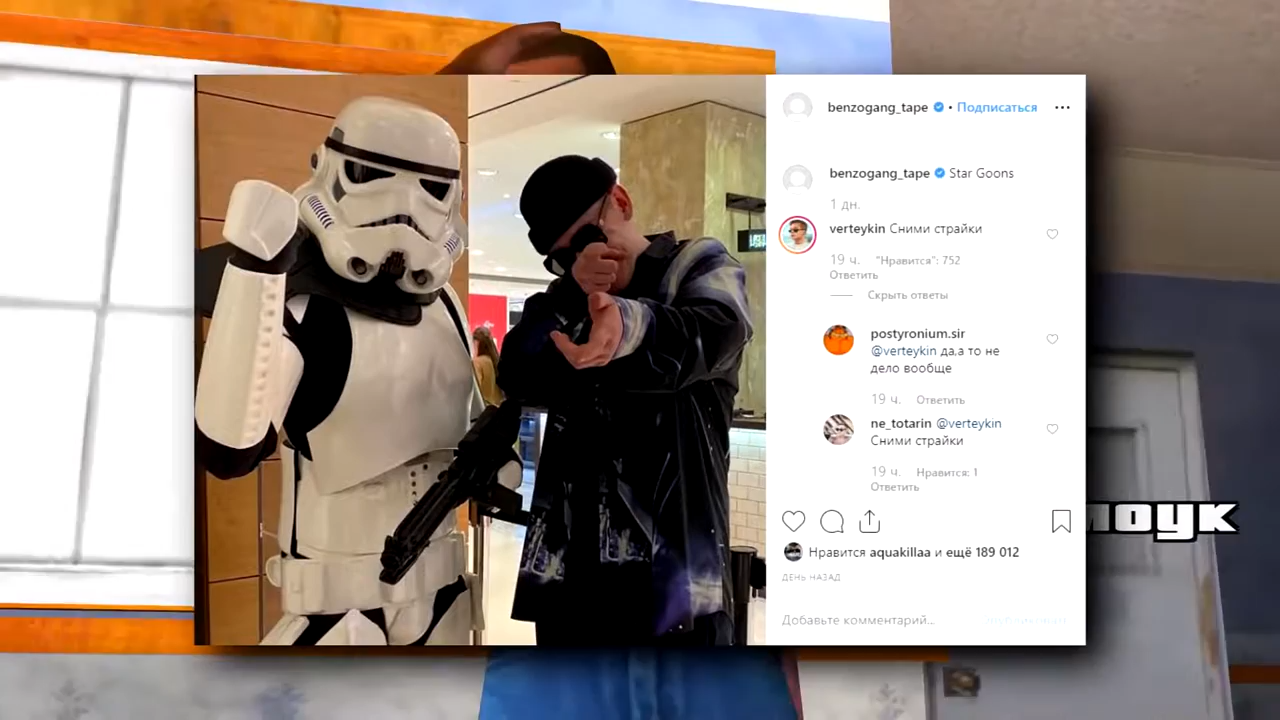 benzogang_tape • Подписаться
benzogang_tape Star Goons
1 дн.
verteykin Сними страйки
19 ч. "Нравится": 752
Ответить
Скрыть ответы
postyronium.sir
@verteykin да,а то не
дело вообще
19 ч. Ответить
ne_totarin @verteykin
Сними страйки
19 ч. Нравится: 1
Ответить
Нравится aquakillaa и ещё 189 012
ДЕНЬ НАЗАД
Добавьте комментарий...